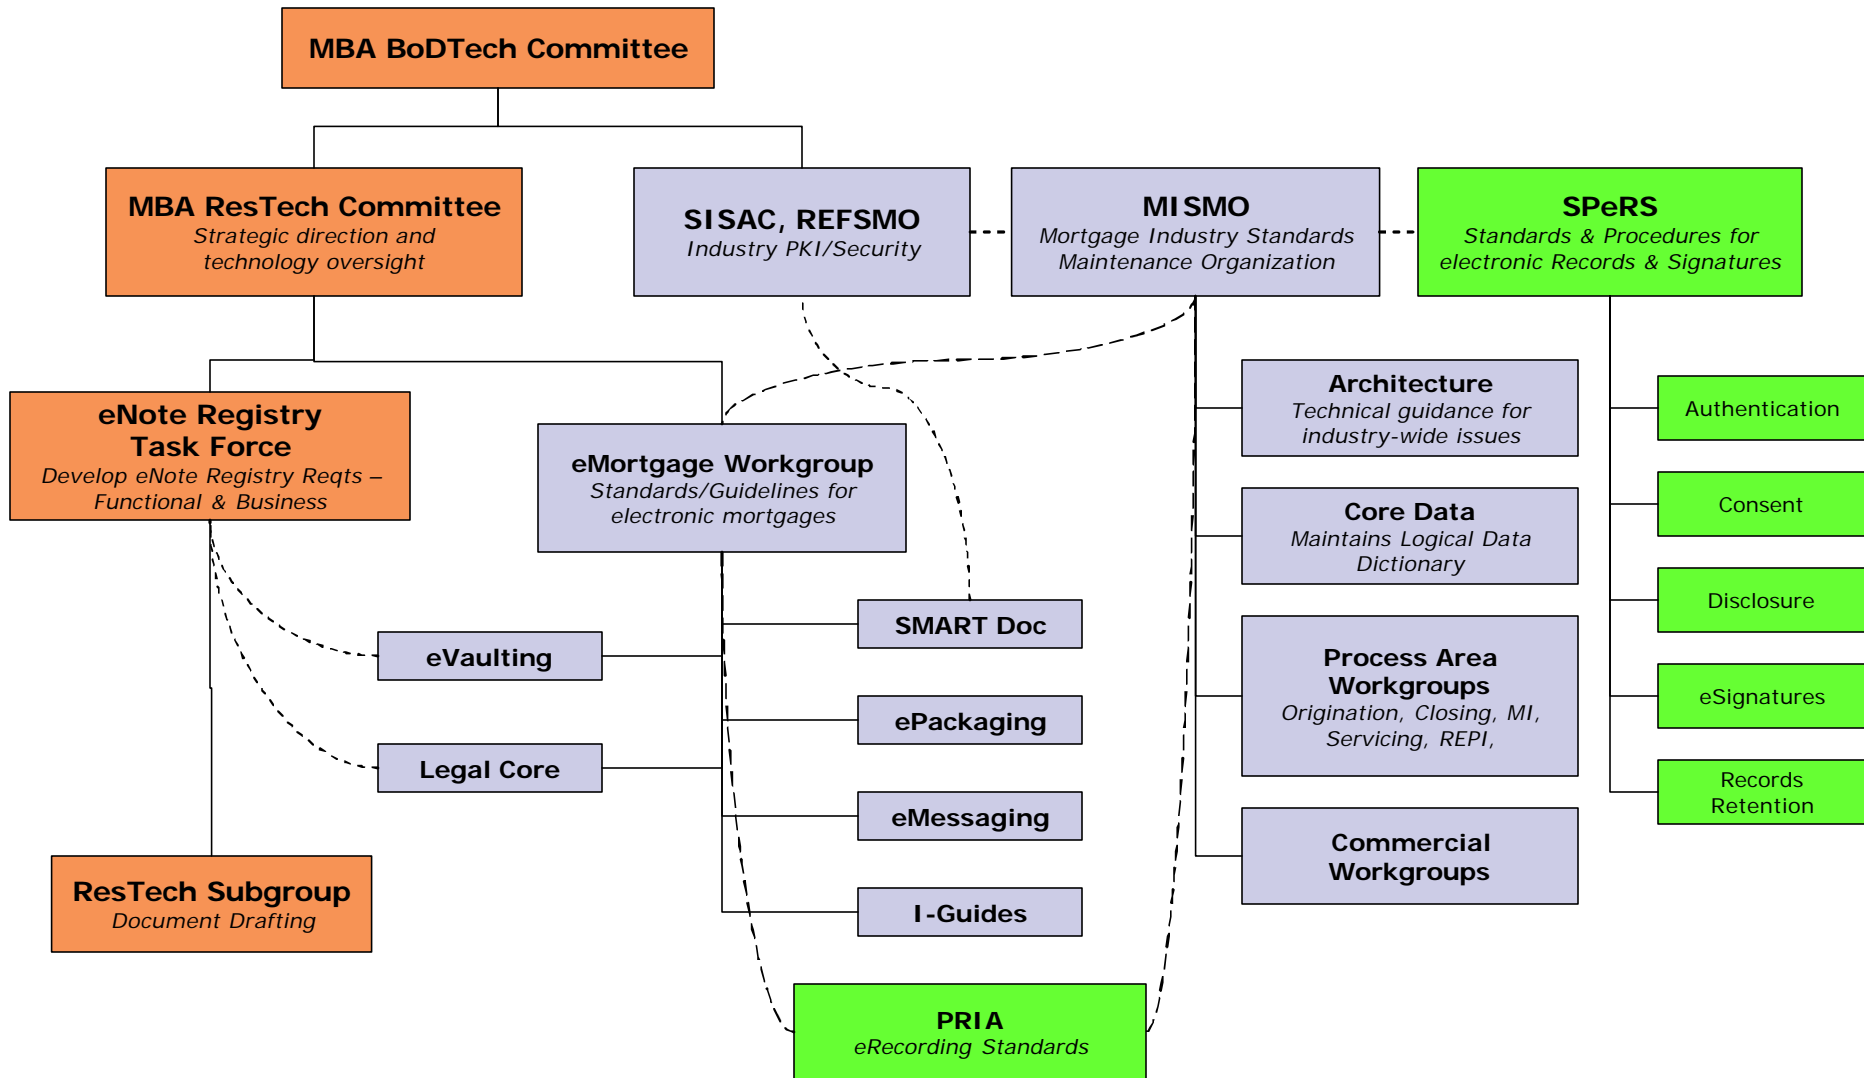 MBA BoDTech Committee
MBA ResTech Committee
Strategic direction and
technology oversight
SISAC, REFSMO
Industry PKI/Security
MISMO
Mortgage Industry Standards
Maintenance Organization
SPeRS
Standards & Procedures for
electronic Records & Signatures
eNote Registry
Task Force
Develop eNote Registry Reqts –
Functional & Business
eMortgage Workgroup
Standards/Guidelines for
electronic mortgages
Architecture
Technical guidance for
industry-wide issues
Authentication
Core Data
Maintains Logical Data
Dictionary
Consent
eVaulting
SMART Doc
Process Area
Workgroups
Origination, Closing, MI,
Servicing, REPI,
Disclosure
Legal Core
ePackaging
eSignatures
eMessaging
Commercial
Workgroups
Records
Retention
ResTech Subgroup
Document Drafting
I-Guides
PRIA
eRecording Standards